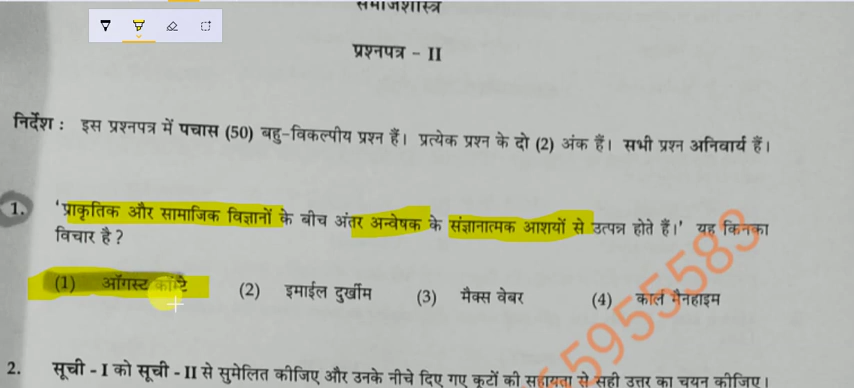 समाजशास्त्र
प्रश्नपत्र - II
निर्देश : इस प्रश्नपत्र में पचास (50) बहु-विकल्पीय प्रश्न हैं। प्रत्येक प्रश्न के दो (2) अंक हैं। सभी प्रश्न अनिवार्य हैं।
1. 'प्राकृतिक और सामाजिक विज्ञानों के बीच अंतर अन्वेषक के संज्ञानात्मक आशयों से उत्पन्न होते हैं।' यह किनका
विचार है ?
(1) ऑगस्ट कॉम्टे (2) इमाईल दुर्खीम (3) मैक्स वेबर (4) कार्ल मैनहाइम
2. सूची - I को सूची - II से सुमेलित कीजिए और उनके नीचे दिए गए कूटों की सहायता से सही उत्तर का चयन कीजिए।
5955583